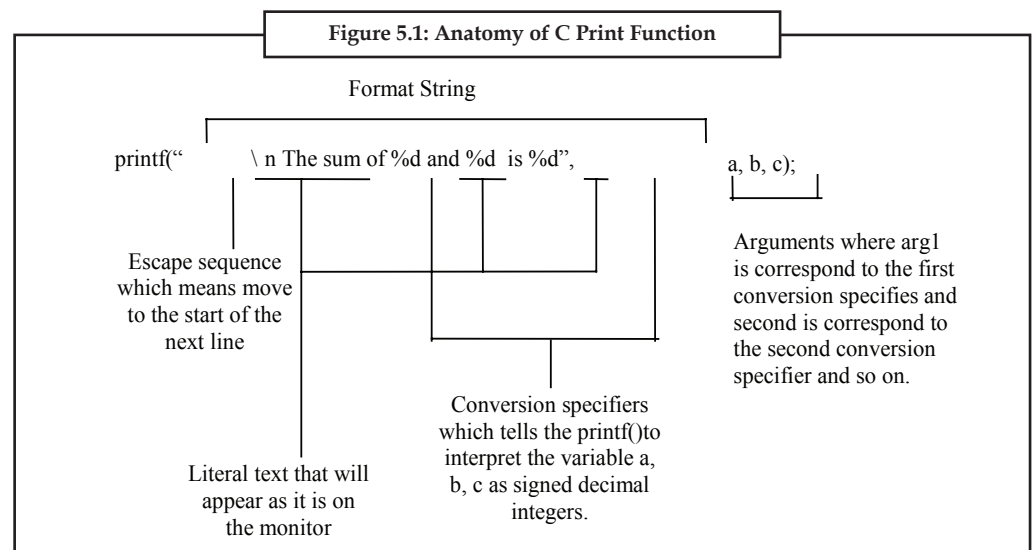 Figure 5.1: Anatomy of C Print Function
Format String
printf(“ \ n The sum of %d and %d is %d”, a, b, c);
Escape sequence
which means move
to the start of the
next line
Literal text that will
appear as it is on
the monitor
Conversion specifiers
which tells the printf()to
interpret the variable a,
b, c as signed decimal
integers.
Arguments where arg1
is correspond to the first
conversion specifies and
second is correspond to
the second conversion
specifier and so on.